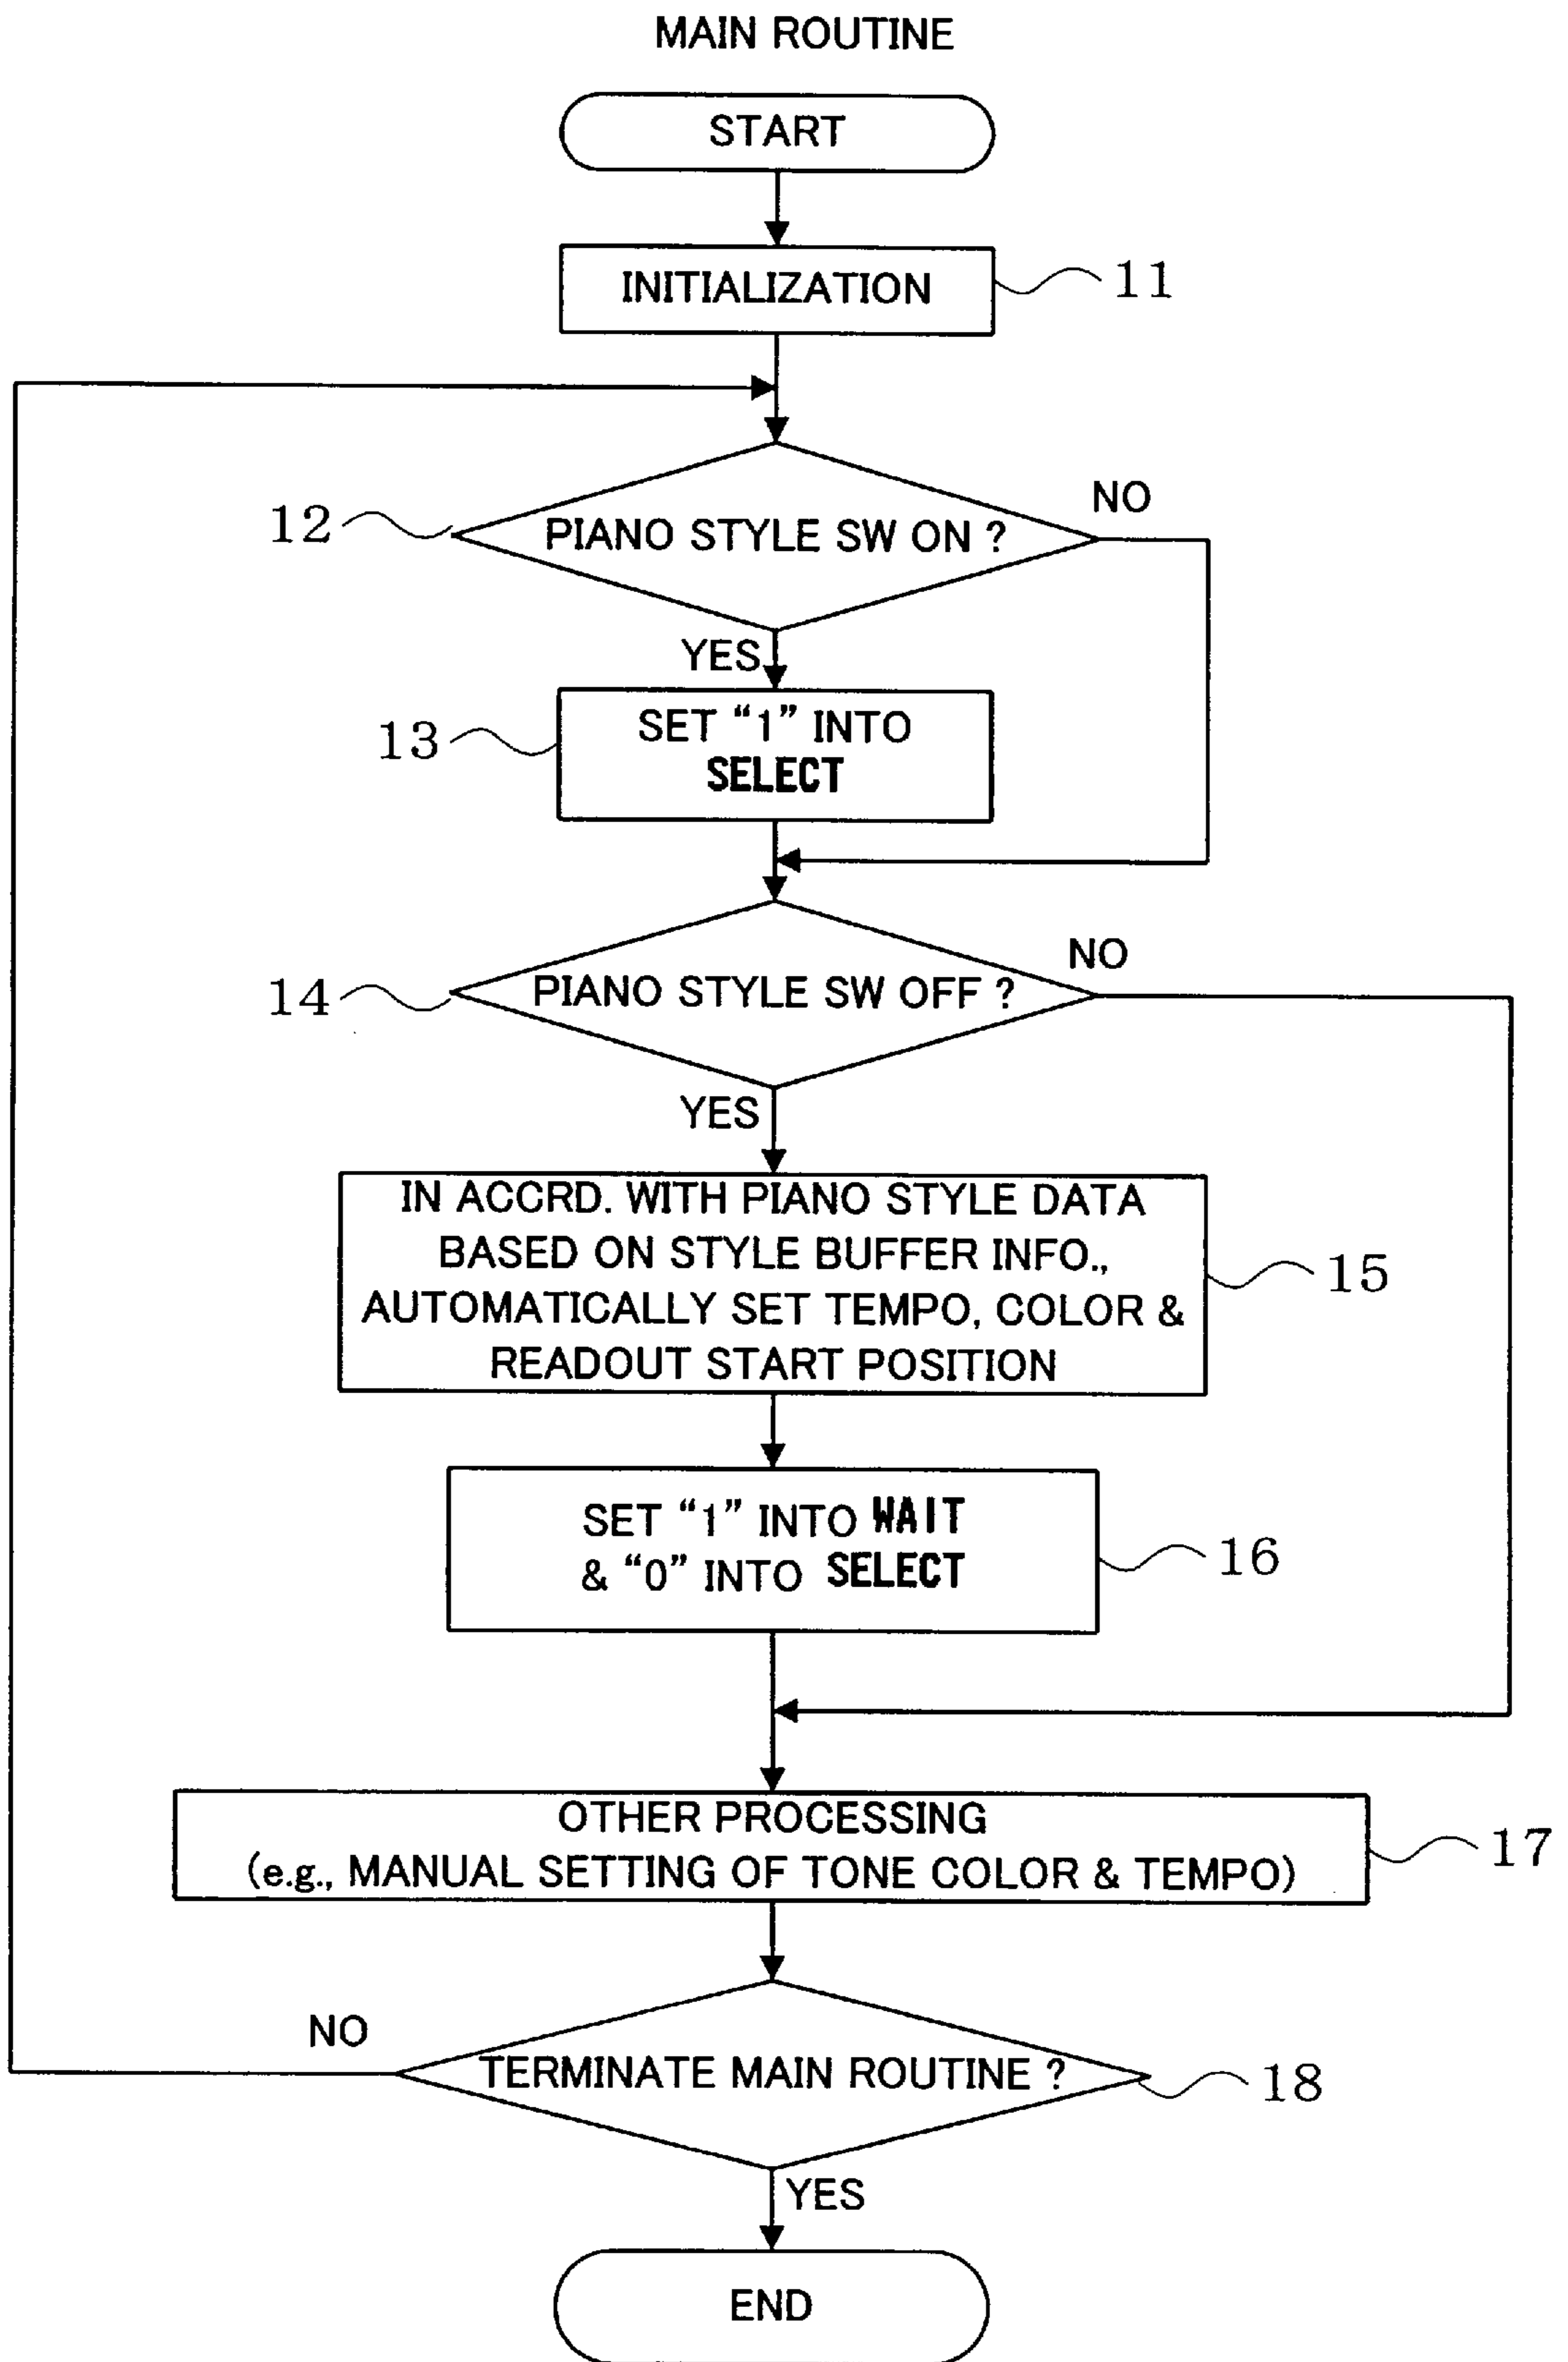 MAIN ROUTINE
START
INITIALIZATION
11
12
PIANO STYLE SW ON ?
NO
YES
13
SET “1” INTO
SELECT
14
PIANO STYLE SW OFF ?
NO
YES
IN ACCRD. WITH PIANO STYLE DATA
BASED ON STYLE BUFFER INFO.,
AUTOMATICALLY SET TEMPO, COLOR &
READOUT START POSITION
15
SET “1” INTO WAIT
& “0” INTO SELECT
16
OTHER PROCESSING
(e.g., MANUAL SETTING OF TONE COLOR & TEMPO)
17
NO
TERMINATE MAIN ROUTINE ?
18
YES
END